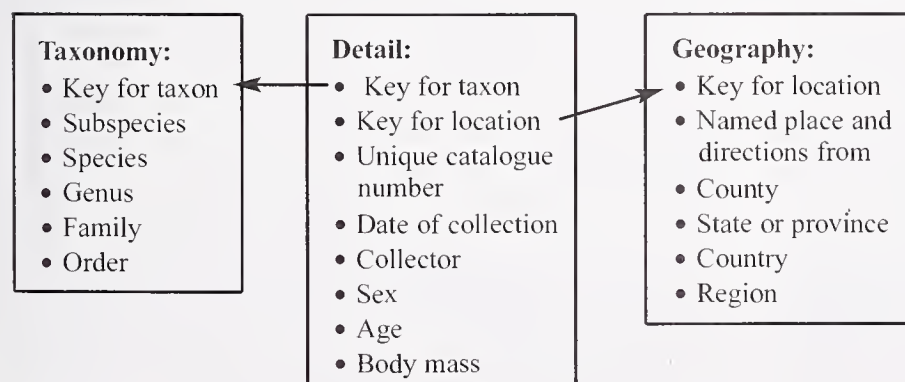 Taxonomy:
• Key for taxon
• Subspecies
• Species
• Genus
• Family
• Order
Detail:
• Key for taxon
• Key for location
• Unique catalogue
number
• Date of collection
• Collector
• Sex
• Age
• Body mass
Geography:
• Key for location
• Named place and
directions from
• County
• State or province
• Country
• Region